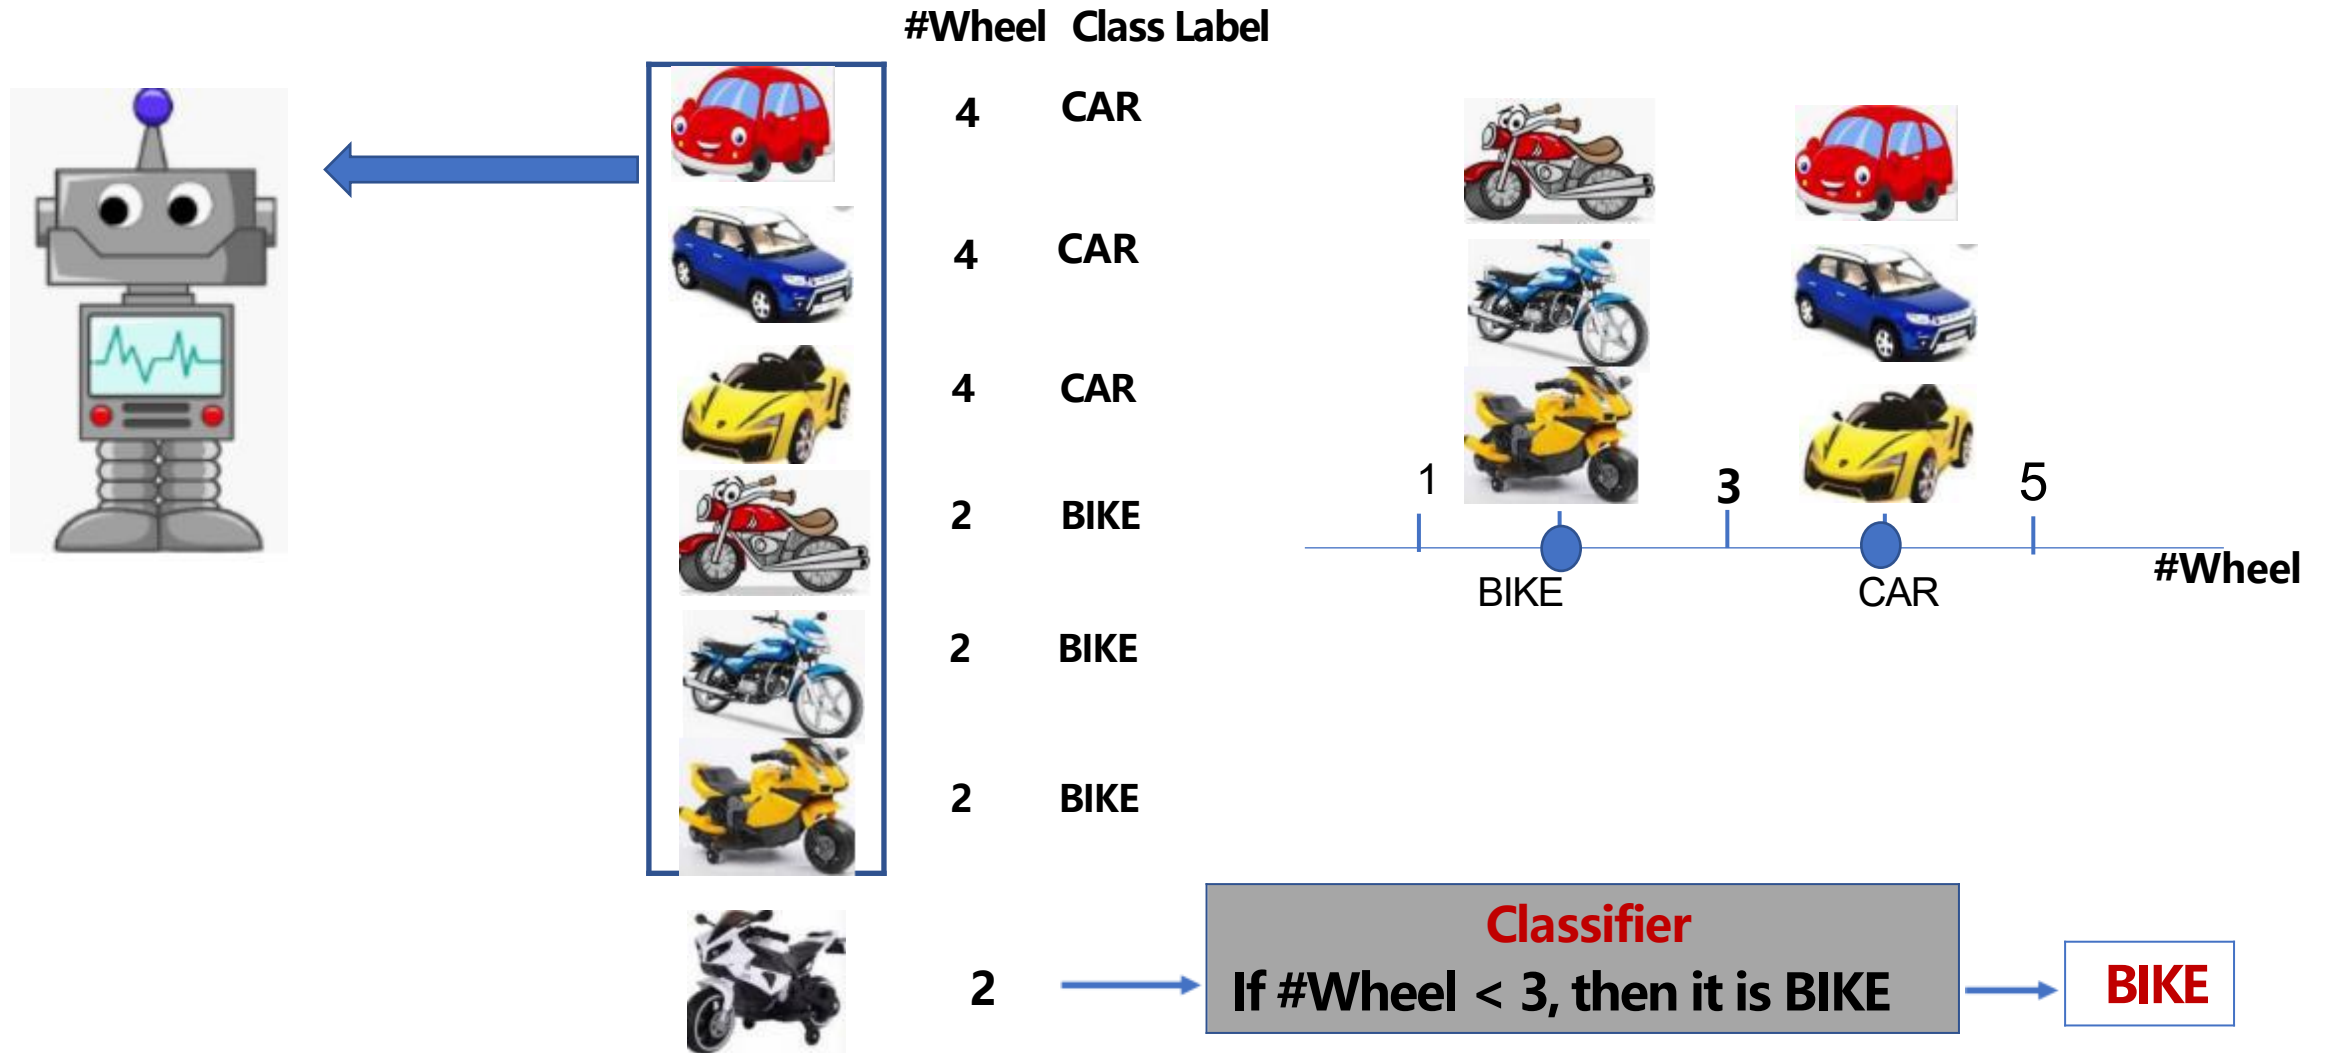 #Wheel Class Label
4 CAR
4 CAR
4 CAR
2 BIKE
2 BIKE
2 BIKE
1 3 5
#Wheel
BIKE CAR
2
Classifier
If #Wheel < 3, then it is BIKE
BIKE